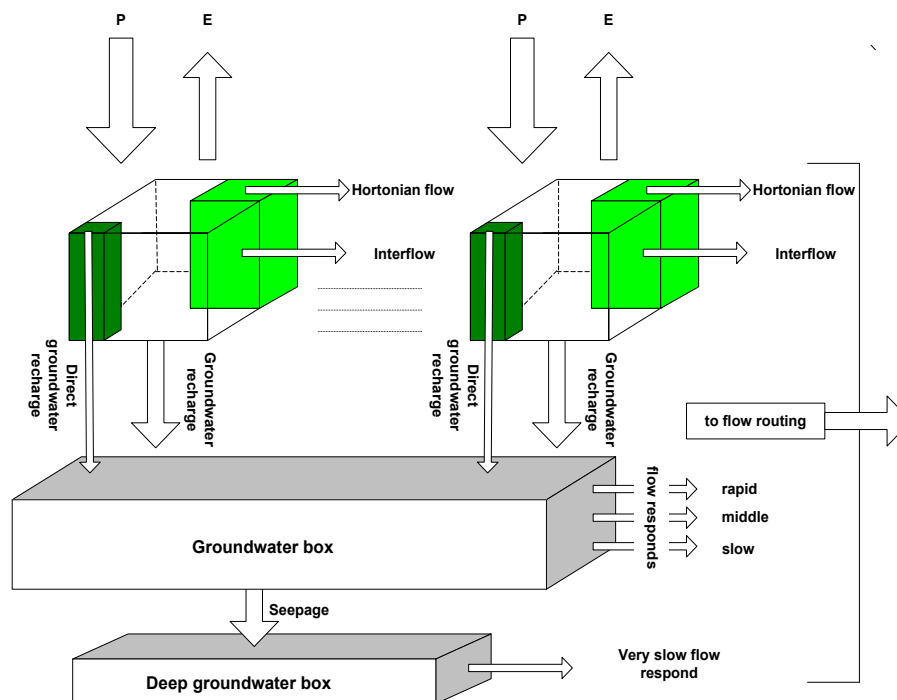 P
E
P
E
Hortonian flow
Hortonian flow
Interflow
Interflow
Direct
groundwater
recharge
Groundwater
recharge
Direct
groundwater
recharge
Groundwater
recharge
to flow routing
flow responds
rapid
middle
slow
Groundwater box
Seepage
Very slow flow
respond
Deep groundwater box